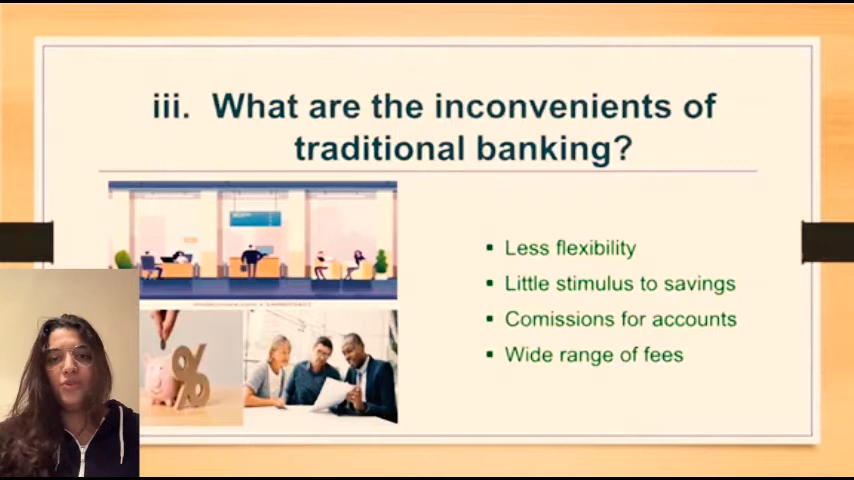 iii. What are the inconvenients of
traditional banking?
Less flexibility
Little stimulus to savings
Comissions for accounts
Wide range of fees